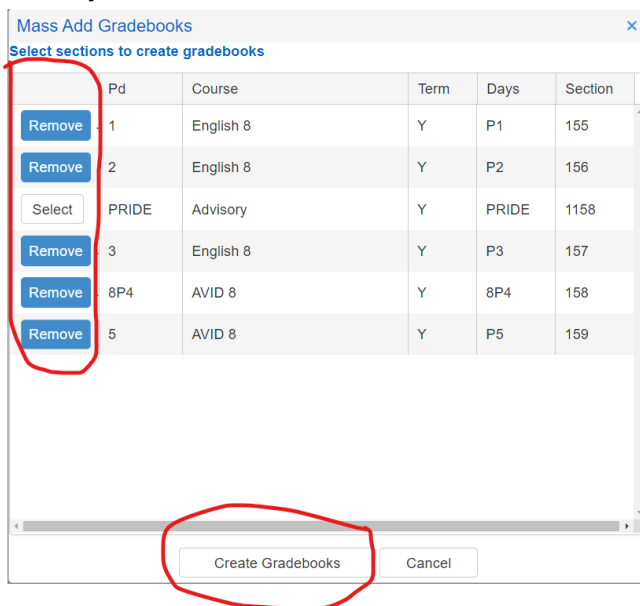 Mass Add Gradebooks ×
Select sections to create gradebooks
Pd Course Term Days Section
Remove 1 English 8 Y P1 155
Remove 2 English 8 Y P2 156
Select PRIDE Advisory Y PRIDE 1158
Remove 3 English 8 Y P3 157
Remove 8P4 AVID 8 Y 8P4 158
Remove 5 AVID 8 Y P5 159
Create Gradebooks Cancel